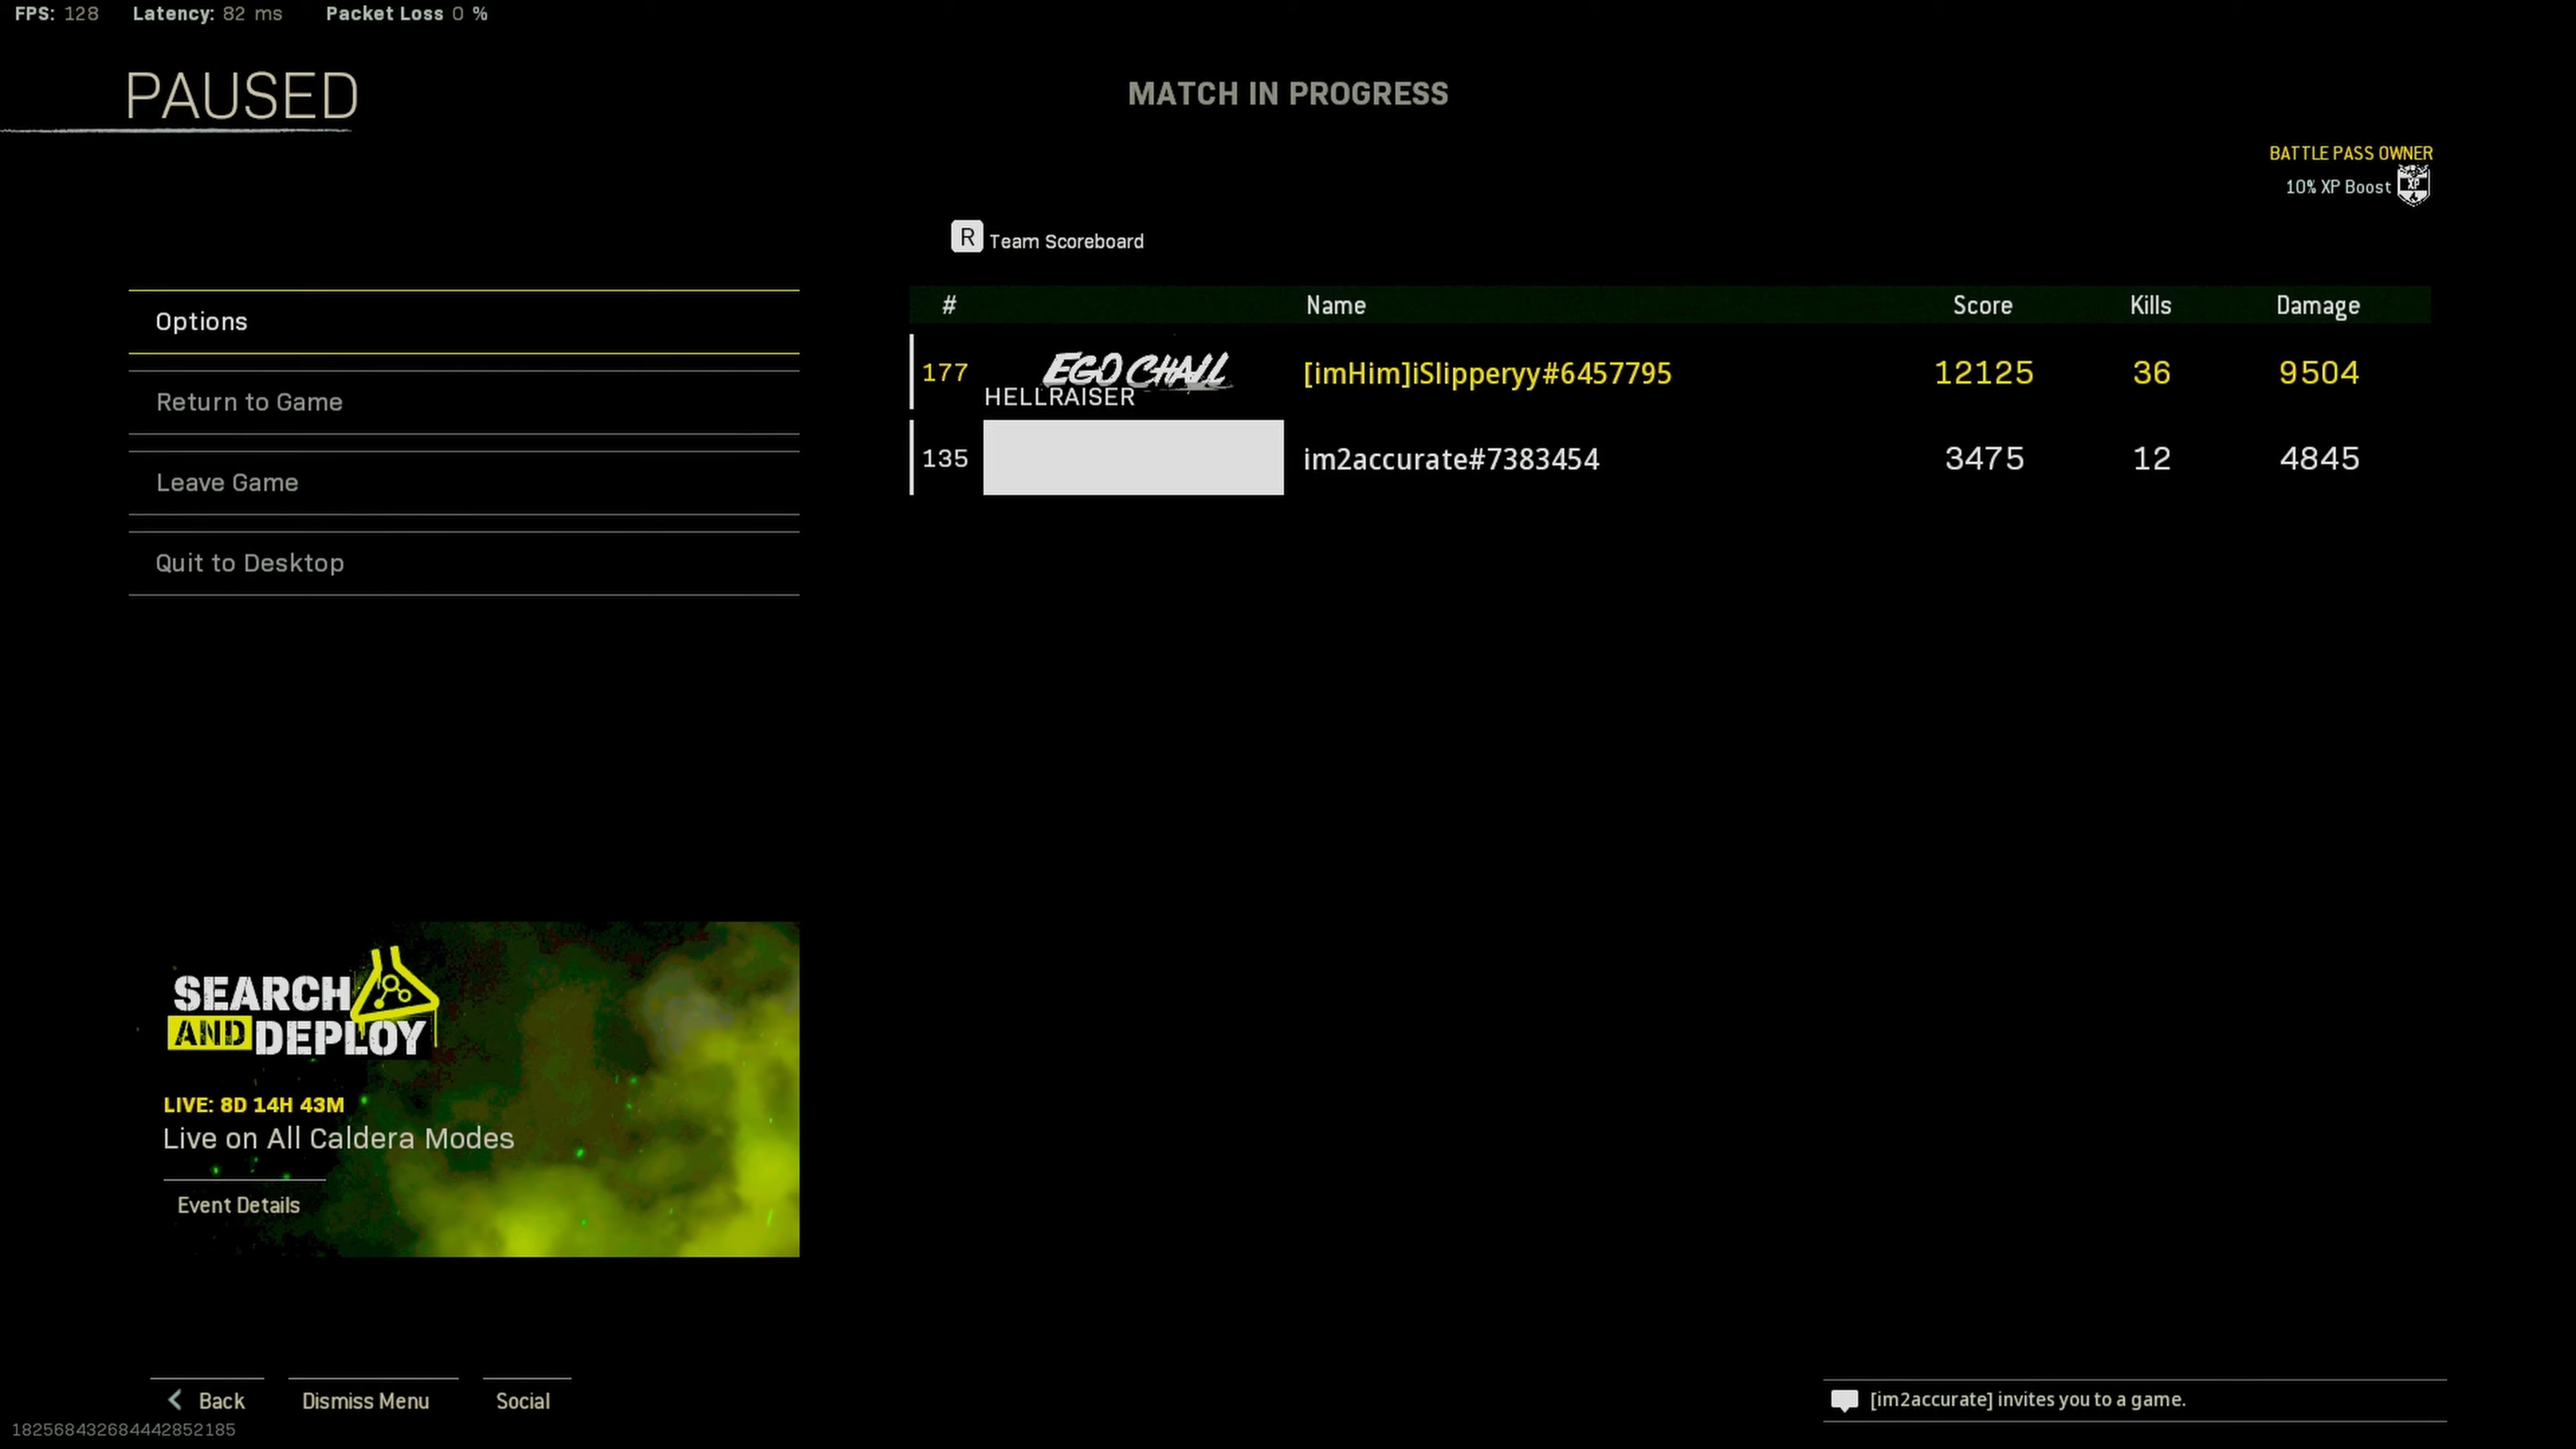 FPS: 128 Latency: 82 ms Packet Loss 0 %
PAUSED
MATCH IN PROGRESS
BATTLE PASS OWNER
10% XP Boost XP
R Team Scoreboard
Options
Return to Game
Leave Game
Quit to Desktop
# Name Score Kills Damage
177 EGO CHALL HELLRAISER [imHim]iSlipperyy#6457795 12125 36 9504
135 im2accurate#7383454 3475 12 4845
SEARCH
AND DEPLOY
LIVE: 8D 14H 43M
Live on All Caldera Modes
Event Details
Back Dismiss Menu Social
[im2accurate] invites you to a game.
182568432684442852185